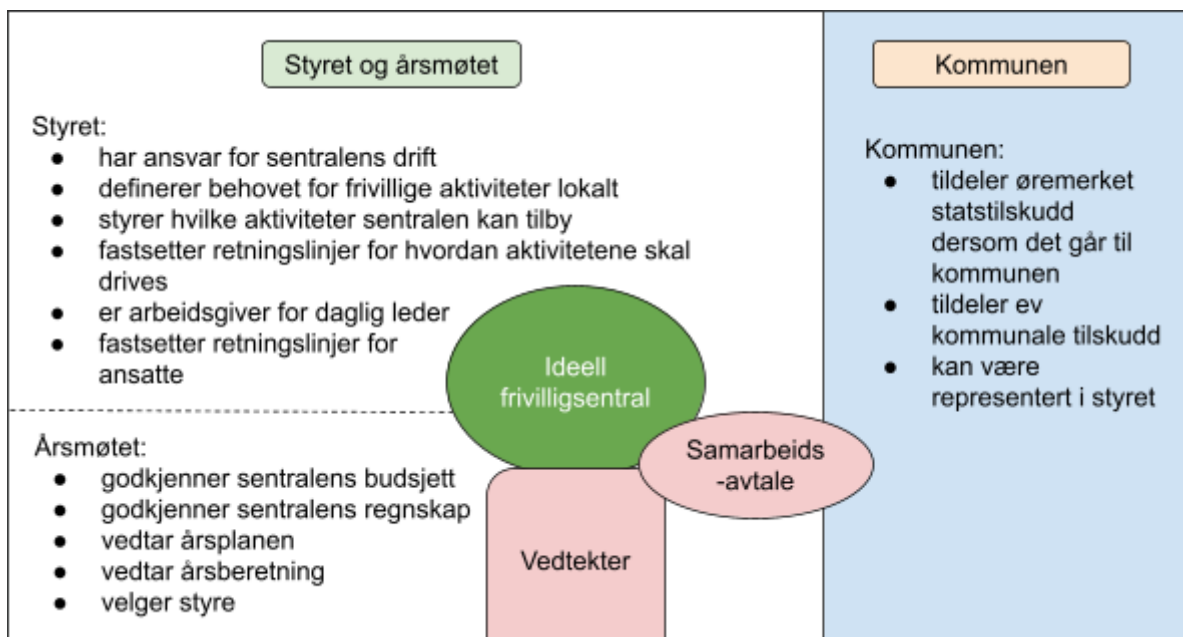 Styret og årsmøtet
Styret:
● har ansvar for sentralens drift
● definerer behovet for frivillige aktiviteter lokalt
● styrer hvilke aktiviteter sentralen kan tilby
● fastsetter retningslinjer for hvordan aktivitetene skal
drives
● er arbeidsgiver for daglig leder
● fastsetter retningslinjer for
ansatte
Årsmøtet:
● godkjenner sentralens budsjett
● godkjenner sentralens regnskap
● vedtar årsplanen
● vedtar årsberetning
● velger styre
Ideell
frivilligsentral
Samarbeids
-avtale
Vedtekter
Kommunen
Kommunen:
● tildeler øremerket
statstilskudd
dersom det går til
kommunen
● tildeler ev
kommunale tilskudd
● kan være
representert i styret